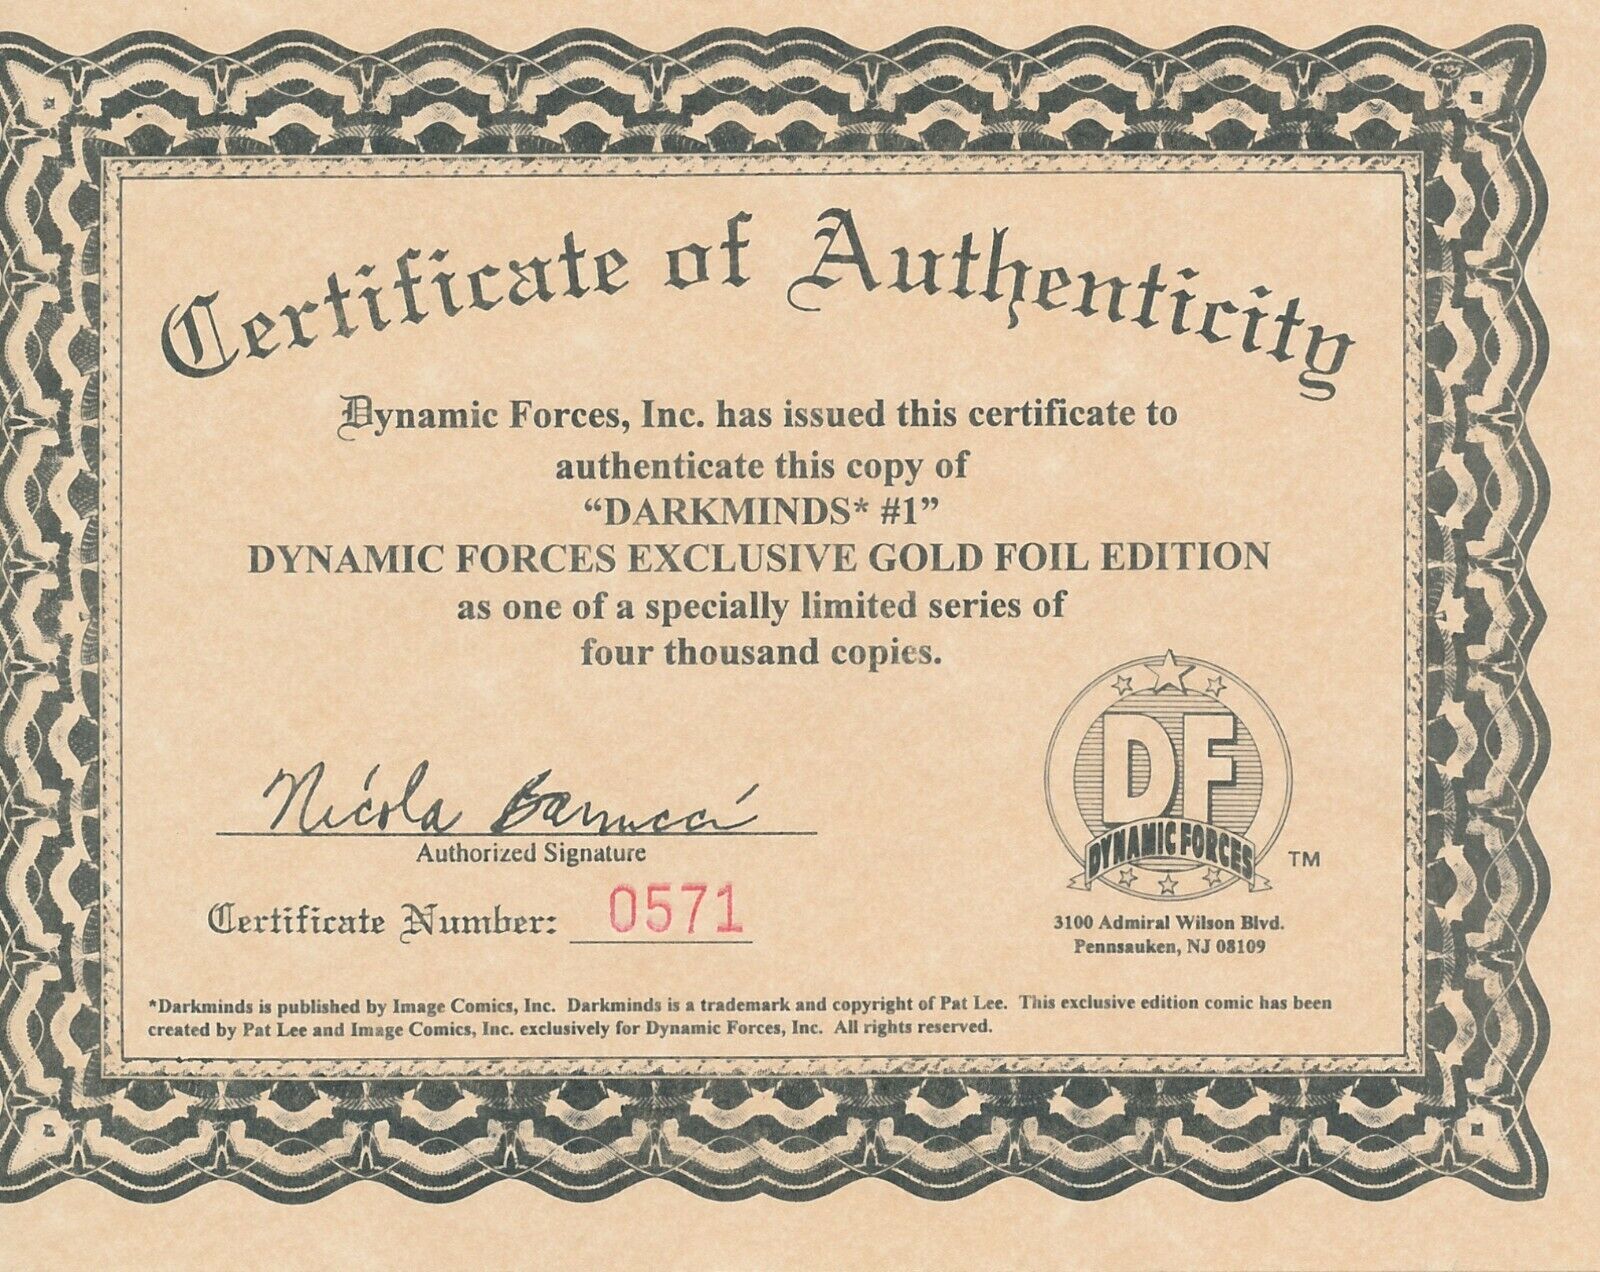 Certificate of Authenticity
Dynamic Forces, Inc. has issued this certificate to
authenticate this copy of
“DARKMINDS* #1”
DYNAMIC FORCES EXCLUSIVE GOLD FOIL EDITION
as one of a specially limited series of
four thousand copies.
Nicola Barrucci
Authorized Signature
Certificate Number: 0571
DF
DYNAMIC FORCES
TM
3100 Admiral Wilson Blvd.
Pennsauken, NJ 08109
*Darkminds is published by Image Comics, Inc. Darkminds is a trademark and copyright of Pat Lee. This exclusive edition comic has been
created by Pat Lee and Image Comics, Inc. exclusively for Dynamic Forces, Inc. All rights reserved.